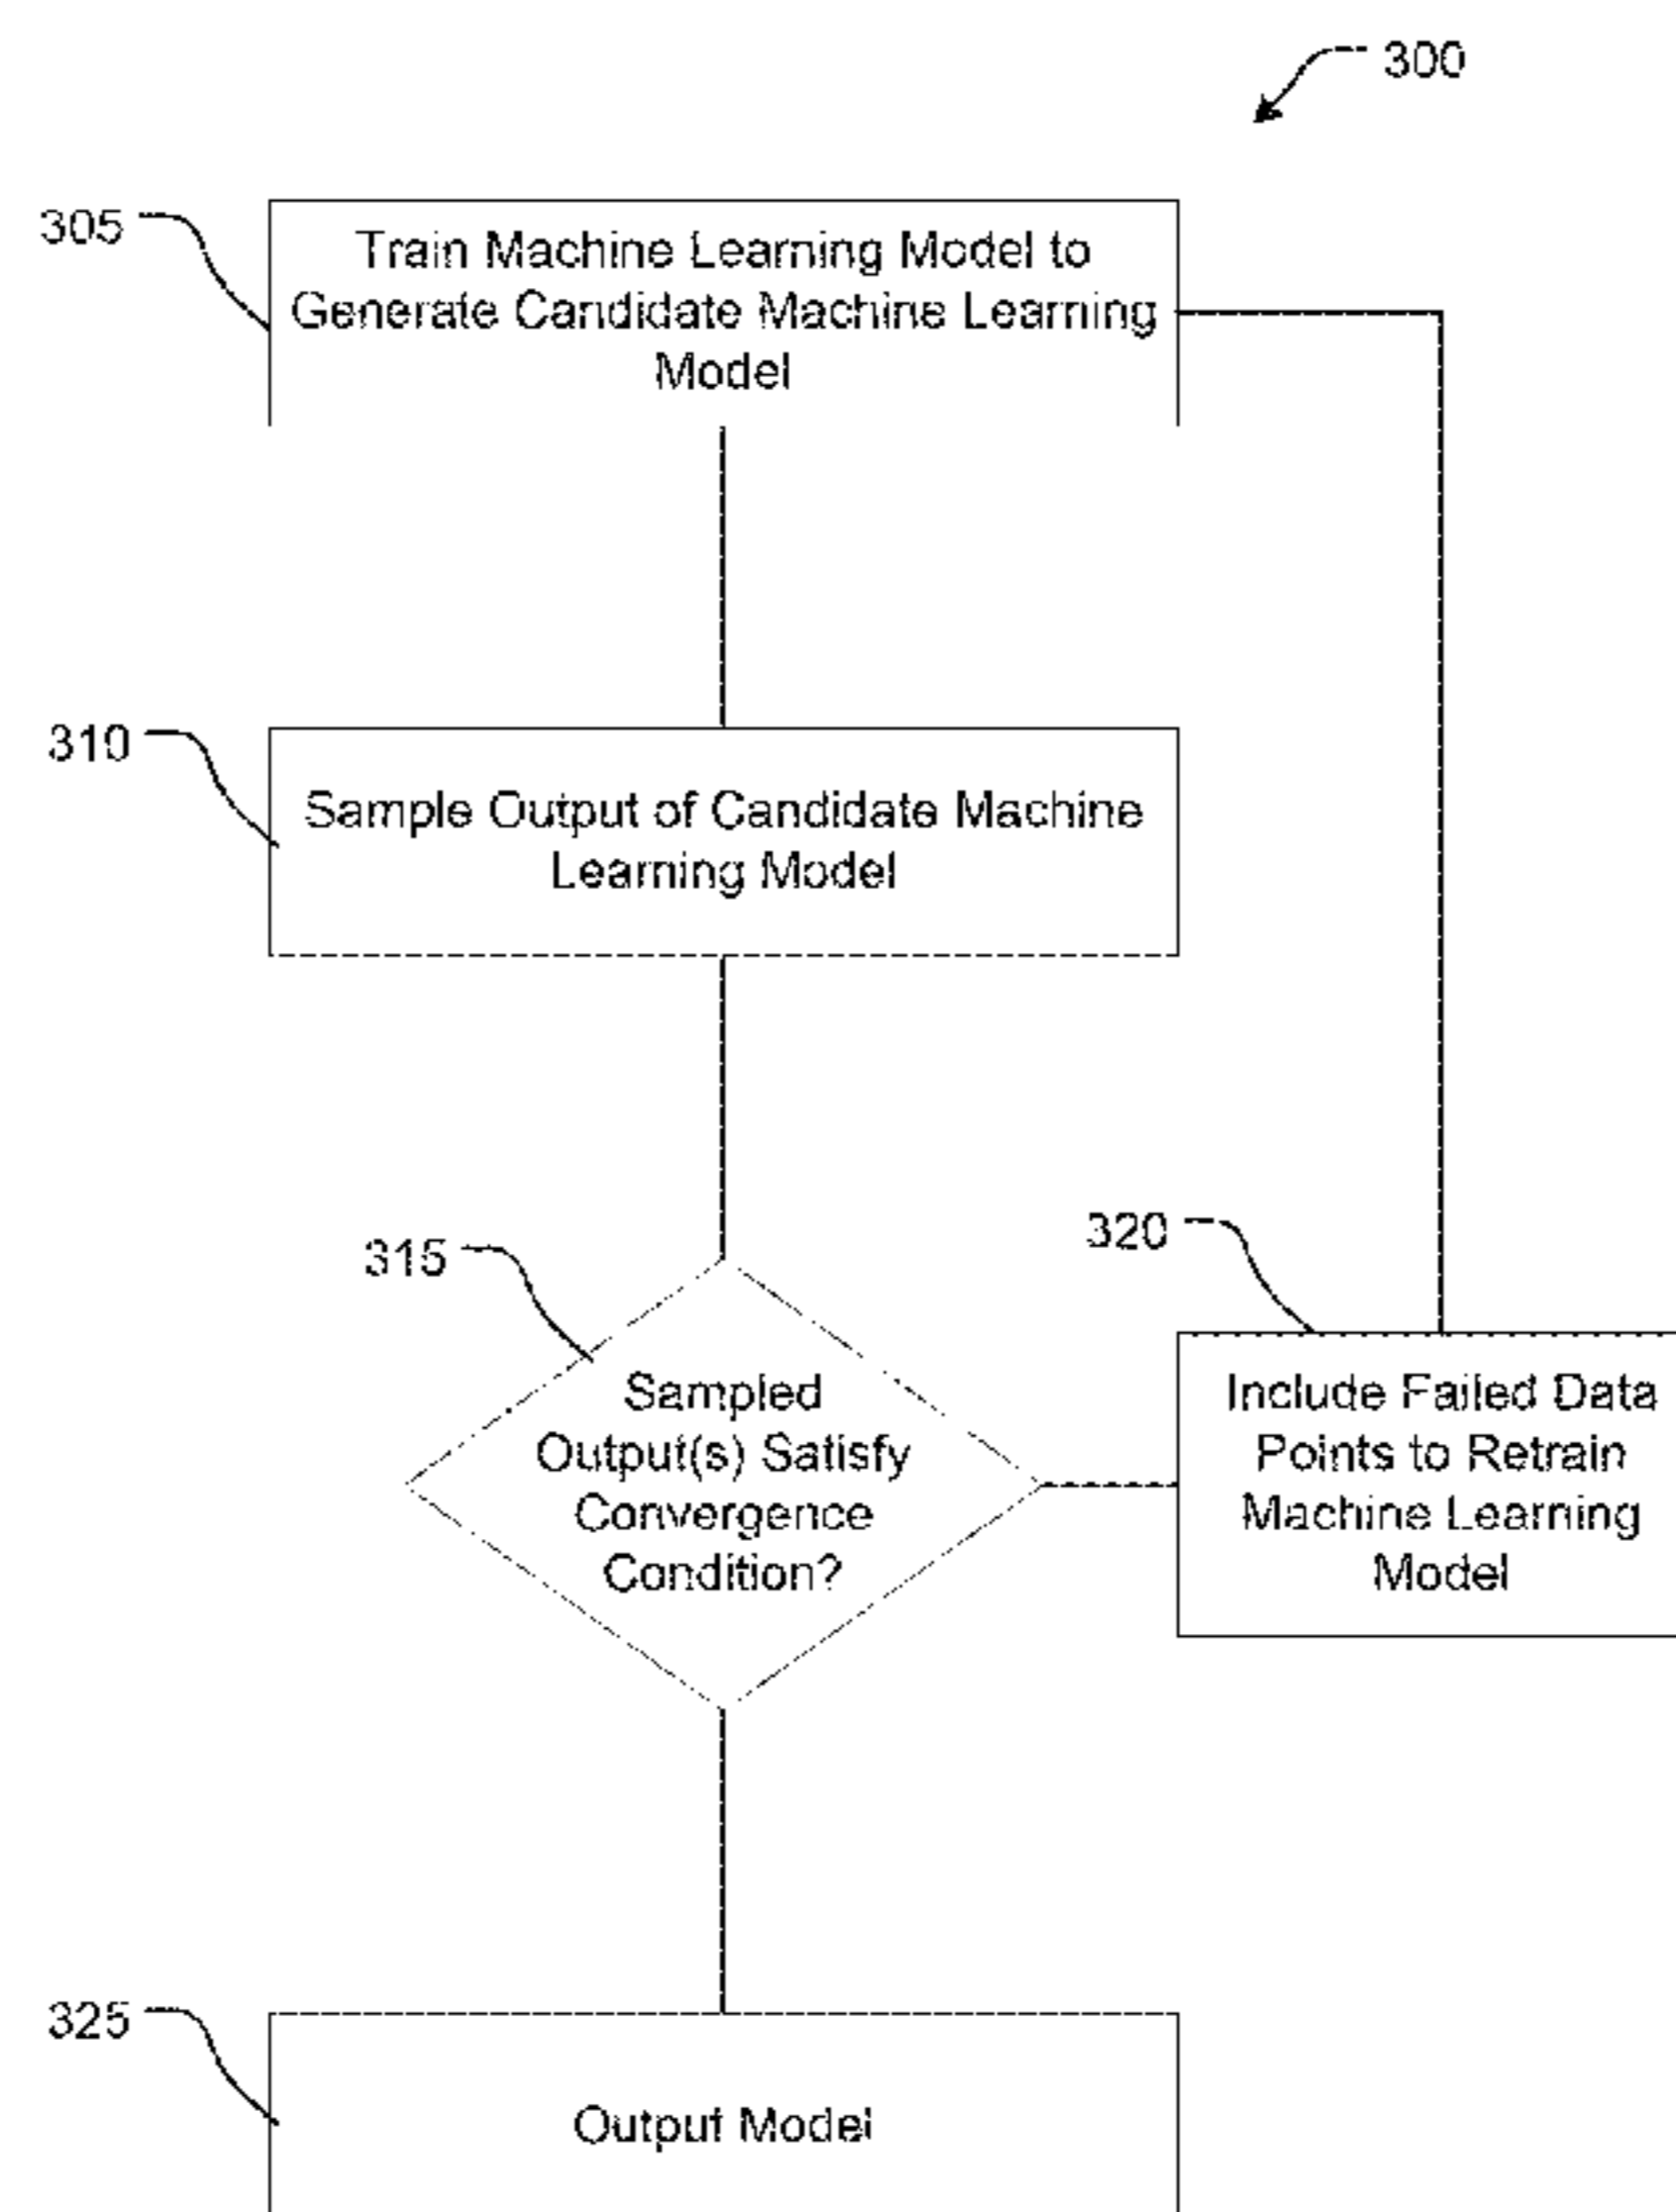 300
305
Train Machine Learning Model to
Generate Candidate Machine Learning
Model
310
Sample Output of Candidate Machine
Learning Model
315
Sampled
Output(s) Satisfy
Convergence
Condition?
320
Include Failed Data
Points to Retrain
Machine Learning
Model
325
Output Model